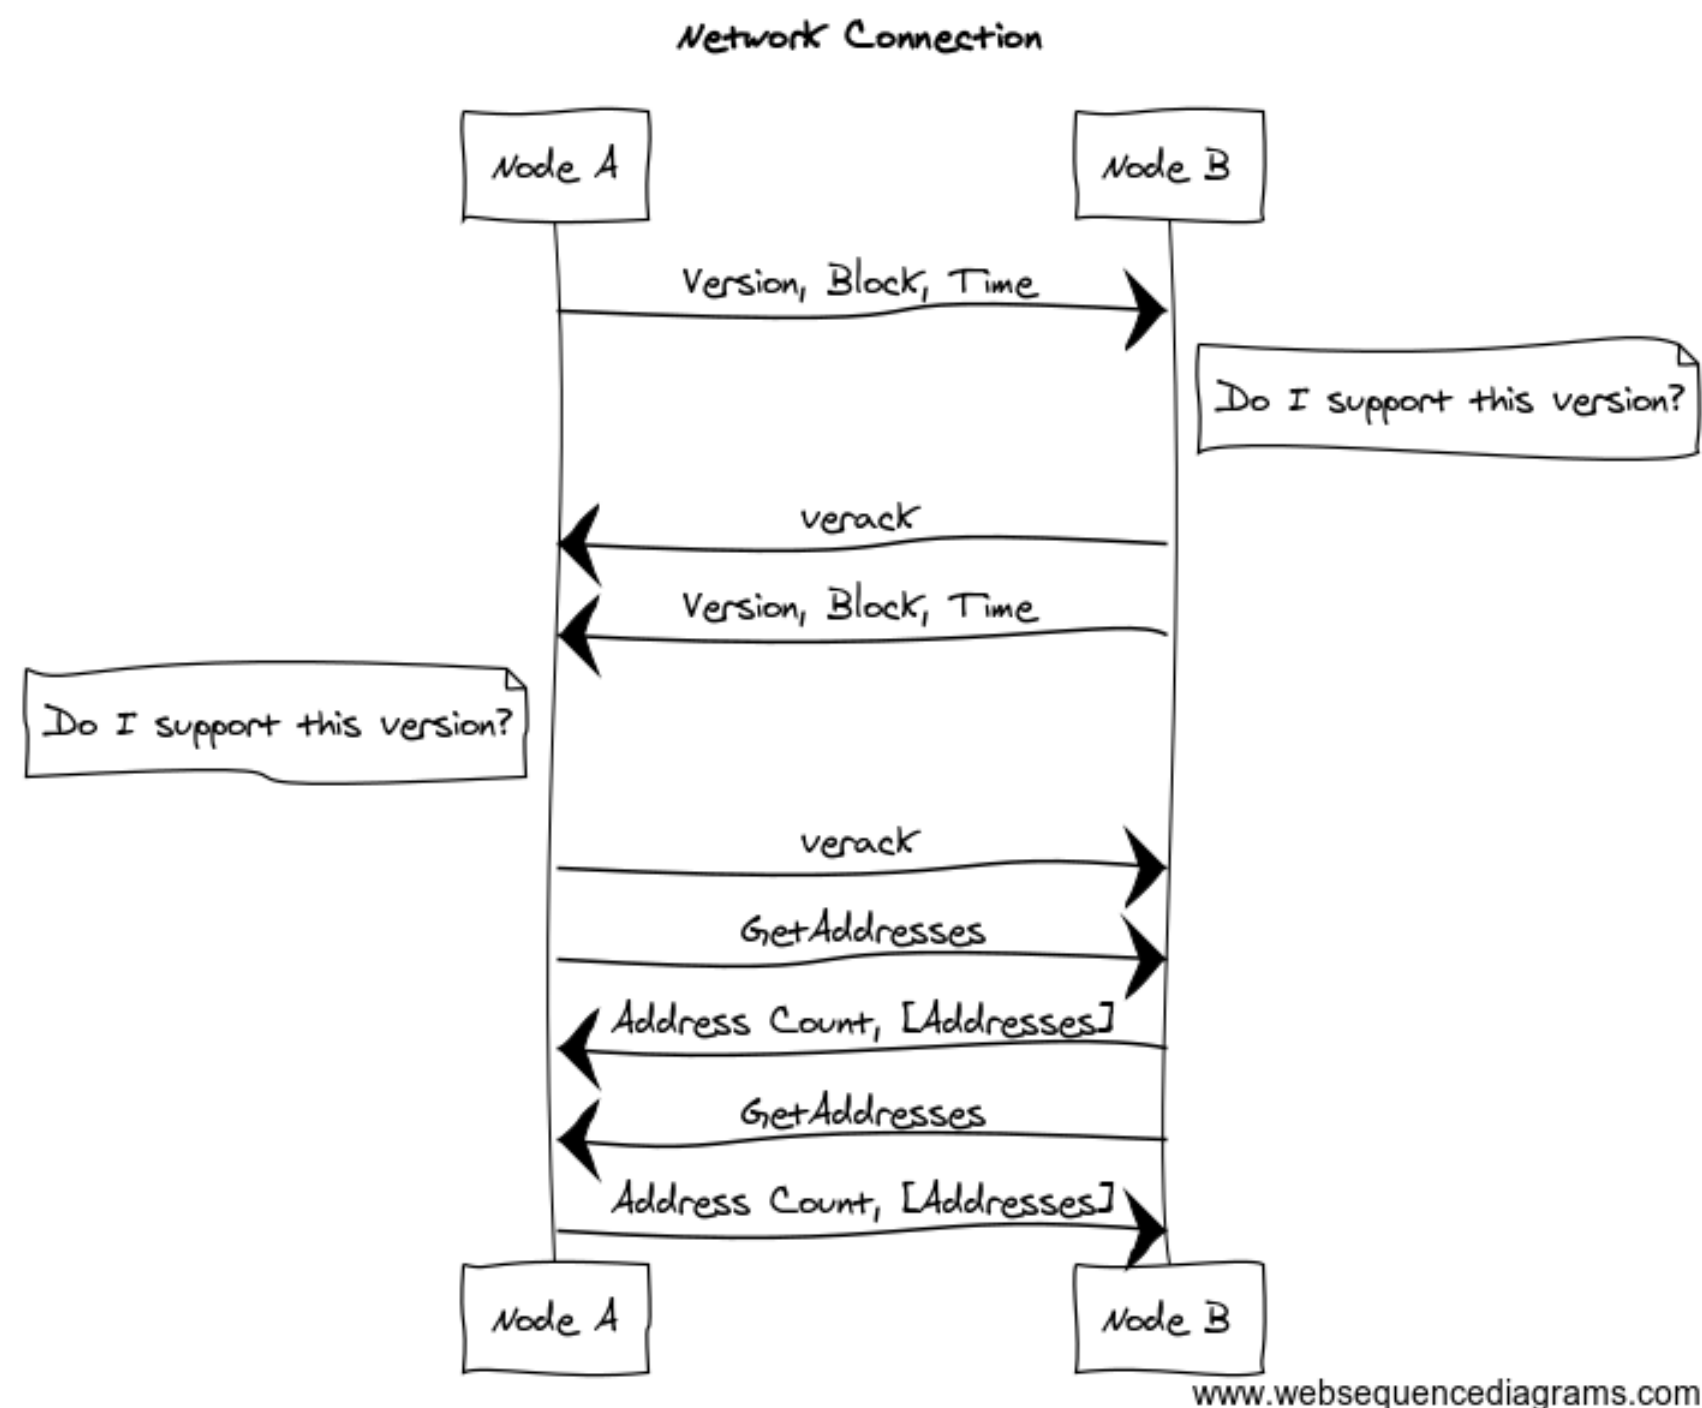 Network Connection
Node A
Node B
Version, Block, Time
Do I support this version?
verack
Version, Block, Time
Do I support this version?
verack
GetAddresses
Address Count, [Addresses]
GetAddresses
Address Count, [Addresses]
Node A
Node B
www.websequencediagrams.com